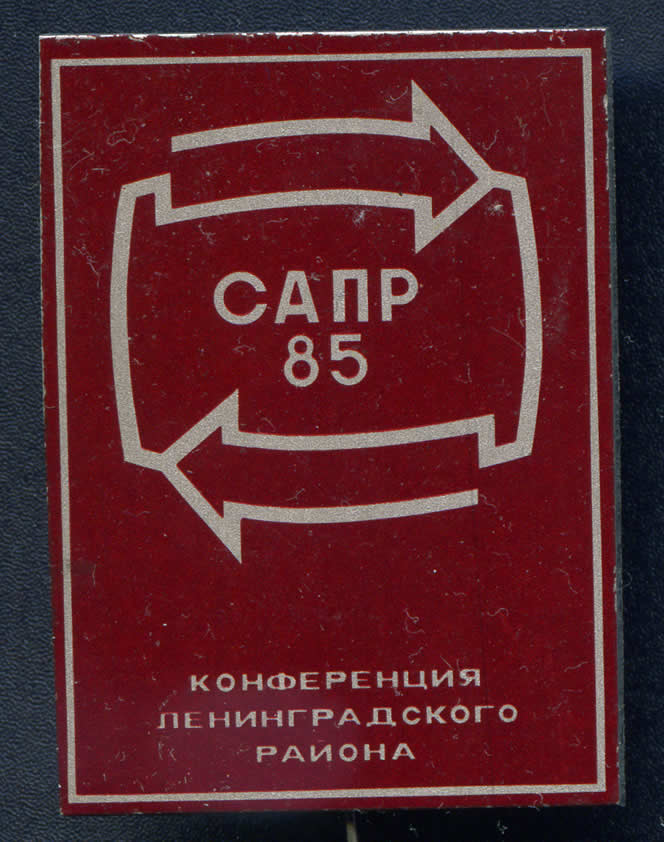 САПР
85
КОНФЕРЕНЦИЯ
ЛЕНИНГРАДСКОГО
РАЙОНА